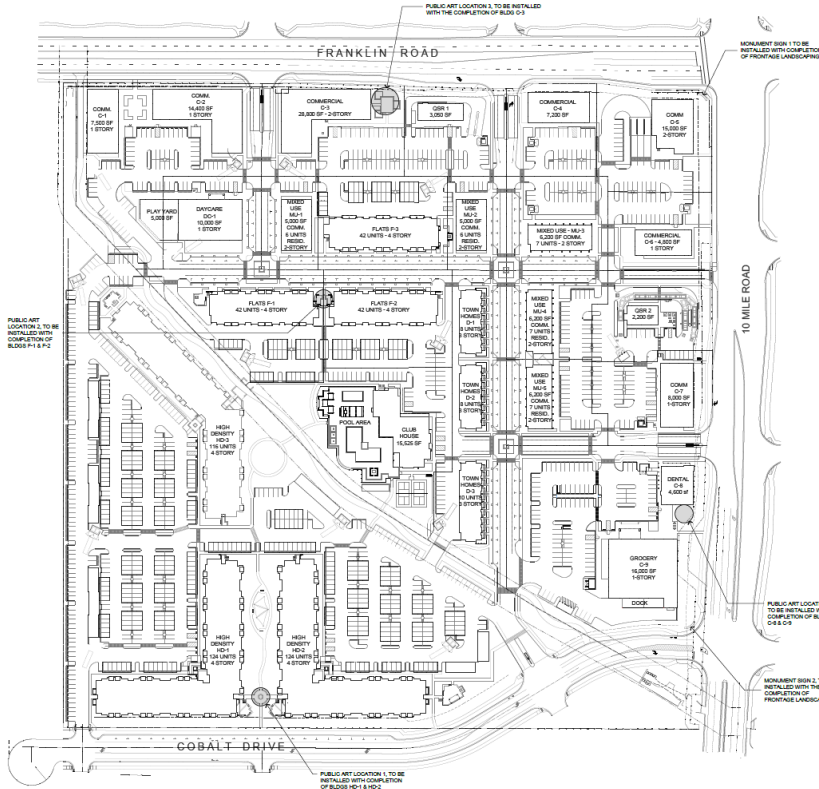 PUBLIC ART LOCATION 3, TO BE INSTALLED
WITH THE COMPLETION OF BLDG C-3
FRANKLIN ROAD
MONUMENT SIGN 1 TO BE
INSTALLED WITH COMPLETION
OF FRONTAGE LANDSCAPING
COMM.
C-1
7,500 SF
1 STORY
COMM.
C-2
14,400 SF
1 STORY
COMMERCIAL
C-3
28,800 SF - 2-STORY
QSR 1
3,050 SF
COMMERCIAL
C-4
7,200 SF
COMM
C-5
15,000 SF
2-STORY
PLAY YARD
5,000 SF
DAYCARE
DC-1
10,000 SF
1 STORY
MIXED
USE
MU-1
5,000 SF
COMM.
6 UNITS
RESID.
2-STORY
FLATS F-3
42 UNITS - 4 STORY
MIXED
USE
MU-2
5,000 SF
COMM.
6 UNITS
RESID.
2-STORY
MIXED USE - MU-3
6,200 SF COMM.
7 UNITS - 2 STORY
COMMERCIAL
C-6 - 4,800 SF
1 STORY
10 MILE ROAD
PUBLIC ART
LOCATION 2, TO BE
INSTALLED WITH
COMPLETION OF
BLDGS F-1 & F-2
FLATS F-1
42 UNITS - 4 STORY
FLATS F-2
42 UNITS - 4 STORY
TOWN
HOMES
D-1
8 UNITS
3 STORY
MIXED
USE
MU-4
6,200 SF
COMM.
7 UNITS
RESID.
2-STORY
QSR 2
2,200 SF
TOWN
HOMES
D-2
8 UNITS
3 STORY
MIXED
USE
MU-5
6,200 SF
COMM.
7 UNITS
RESID.
2-STORY
COMM
C-7
8,000 SF
1-STORY
HIGH
DENSITY
HD-3
116 UNITS
4 STORY
POOL AREA
CLUB
HOUSE
15,525 SF
TOWN
HOMES
D-3
10 UNITS
3 STORY
DENTAL
C-8
4,600 sf
GROCERY
C-9
16,000 SF
1-STORY
DOCK
PUBLIC ART LOCATI
TO BE INSTALLED W
COMPLETION OF BL
C-8 & C-9
HIGH
DENSITY
HD-1
124 UNITS
4 STORY
HIGH
DENSITY
HD-2
124 UNITS
4 STORY
MONUMENT SIGN 2, T
INSTALLED WITH THE
COMPLETION OF
FRONTAGE LANDSCA
COBALT DRIVE
PUBLIC ART LOCATION 1, TO BE
INSTALLED WITH COMPLETION
OF BLDGS HD-1 & HD-2